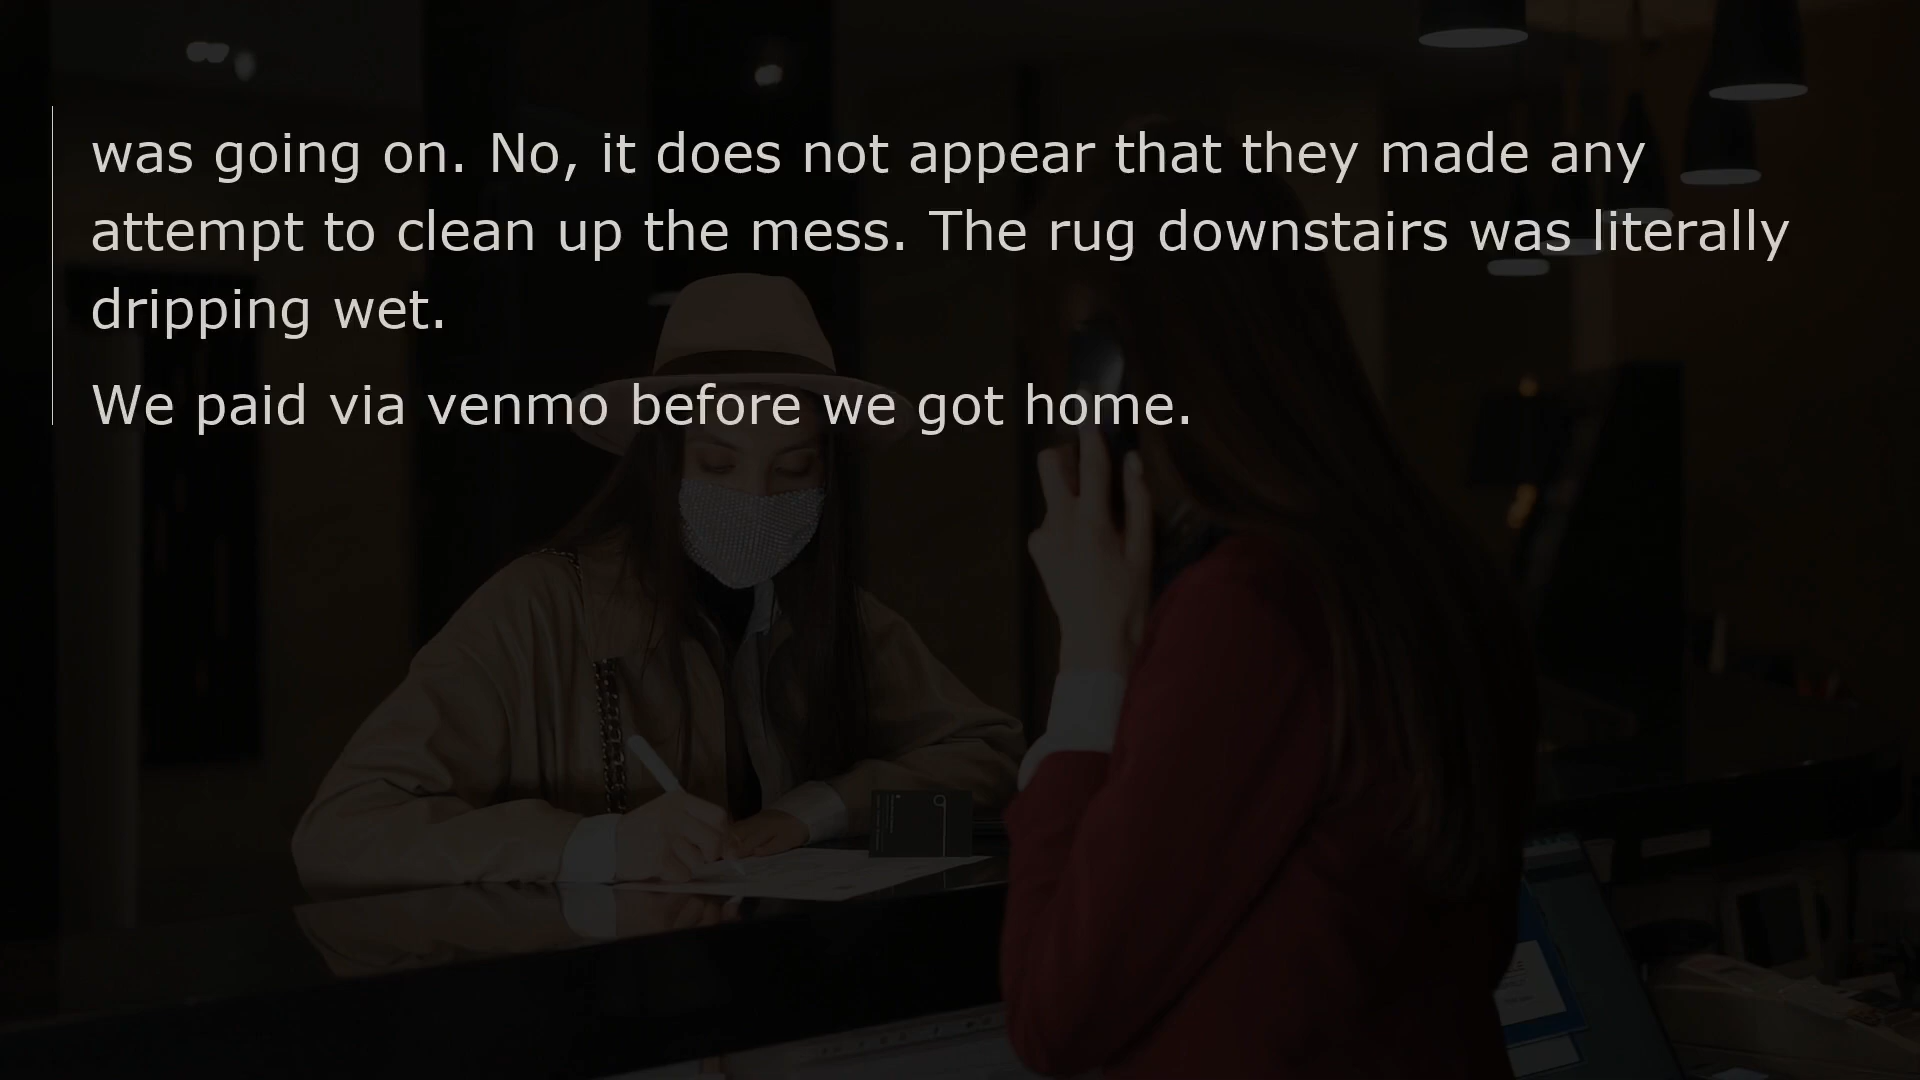 was going on. No, it does not appear that they made any
attempt to clean up the mess. The rug downstairs was literally
dripping wet.
We paid via venmo before we got home.